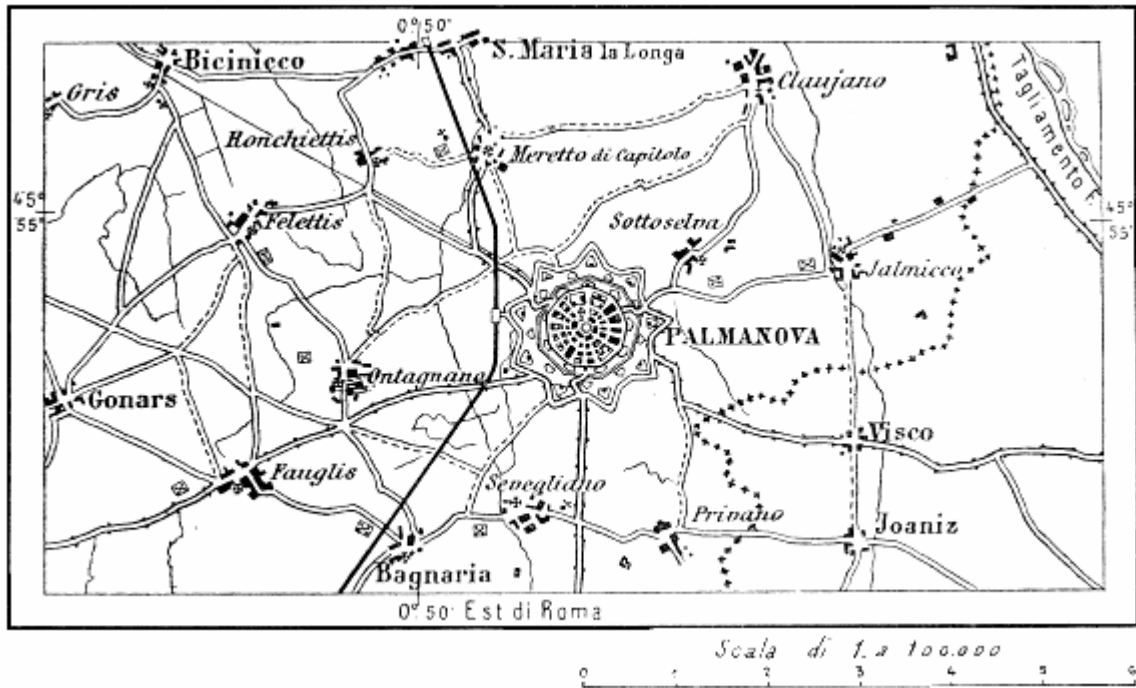 0° 50'
Bicinicco
S. Maria la Longa
Claujano
Gris
Tagliamento F.
Ronchiettis
Meretto di Capitolo
45° 55'
45° 55'
Felettis
Sottoselva
Jalmicco
PALMANOVA
Ontagnano
Gonars
Visco
Fauglis
Sevegliano
Privano
Joaniz
Bagnaria
0° 50' Est di Roma
Scala di 1. a 100.000
0 1 2 3 4 5 6